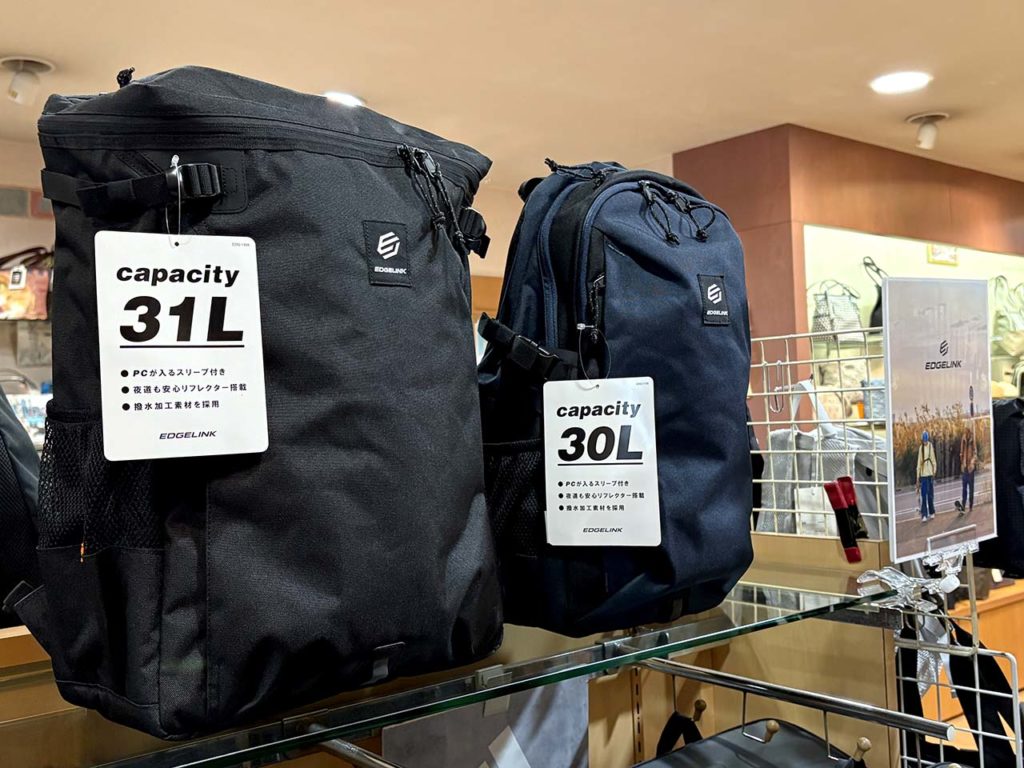 capacity
31L
● PCが入るスリーブ付き
● 夜道も安心リフレクター搭載
● 撥水加工素材を採用
EDGELINK
EDGELINK
capacity
30L
● PCが入るスリーブ付き
● 夜道も安心リフレクター搭載
● 撥水加工素材を採用
EDGELINK
EDGELINK
EDGELINK